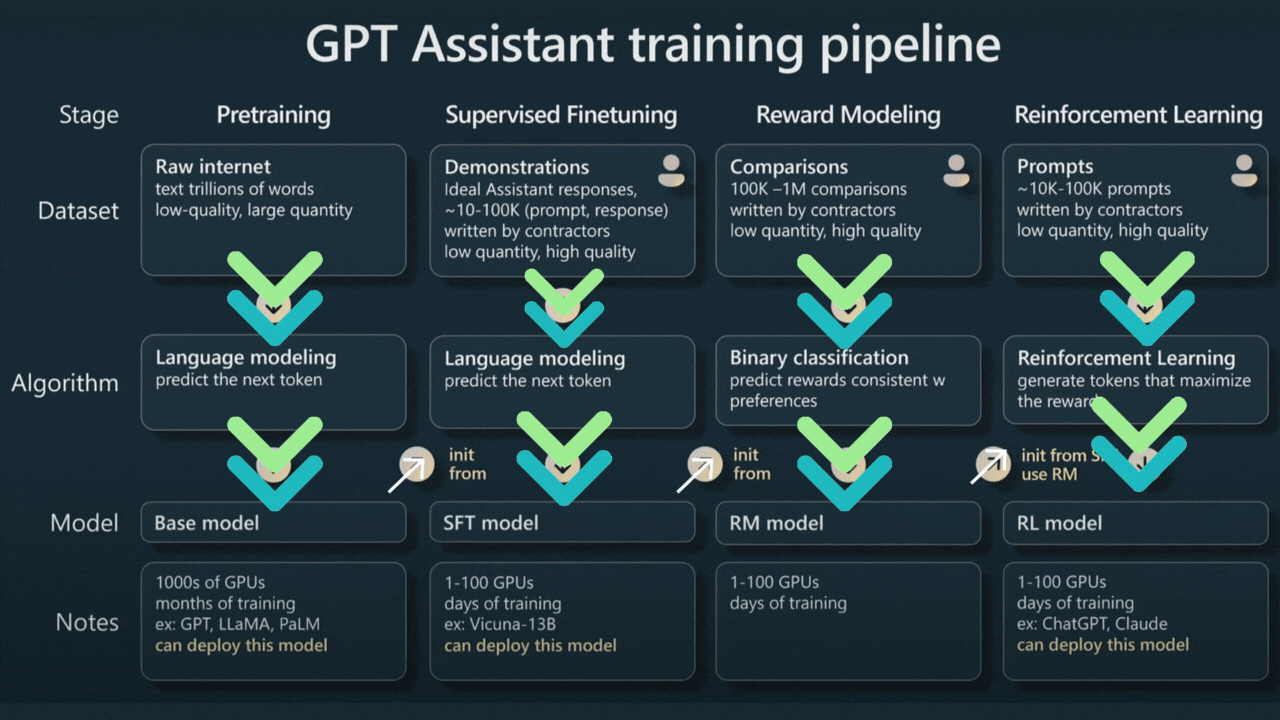 GPT Assistant training pipeline
Stage
Pretraining
Supervised Finetuning
Reward Modeling
Reinforcement Learning
Dataset
Raw internet
text trillions of words
low-quality, large quantity
Demonstrations
Ideal Assistant responses,
~10-100K (prompt, response)
written by contractors
low quantity, high quality
Comparisons
100K –1M comparisons
written by contractors
low quantity, high quality
Prompts
~10K-100K prompts
written by contractors
low quantity, high quality
Algorithm
Language modeling
predict the next token
Language modeling
predict the next token
Binary classification
predict rewards consistent w
preferences
Reinforcement Learning
generate tokens that maximize
the reward
init
from
init
from
init from
use RM
Model
Base model
SFT model
RM model
RL model
Notes
1000s of GPUs
months of training
ex: GPT, LLaMA, PaLM
can deploy this model
1-100 GPUs
days of training
ex: Vicuna-13B
can deploy this model
1-100 GPUs
days of training
1-100 GPUs
days of training
ex: ChatGPT, Claude
can deploy this model